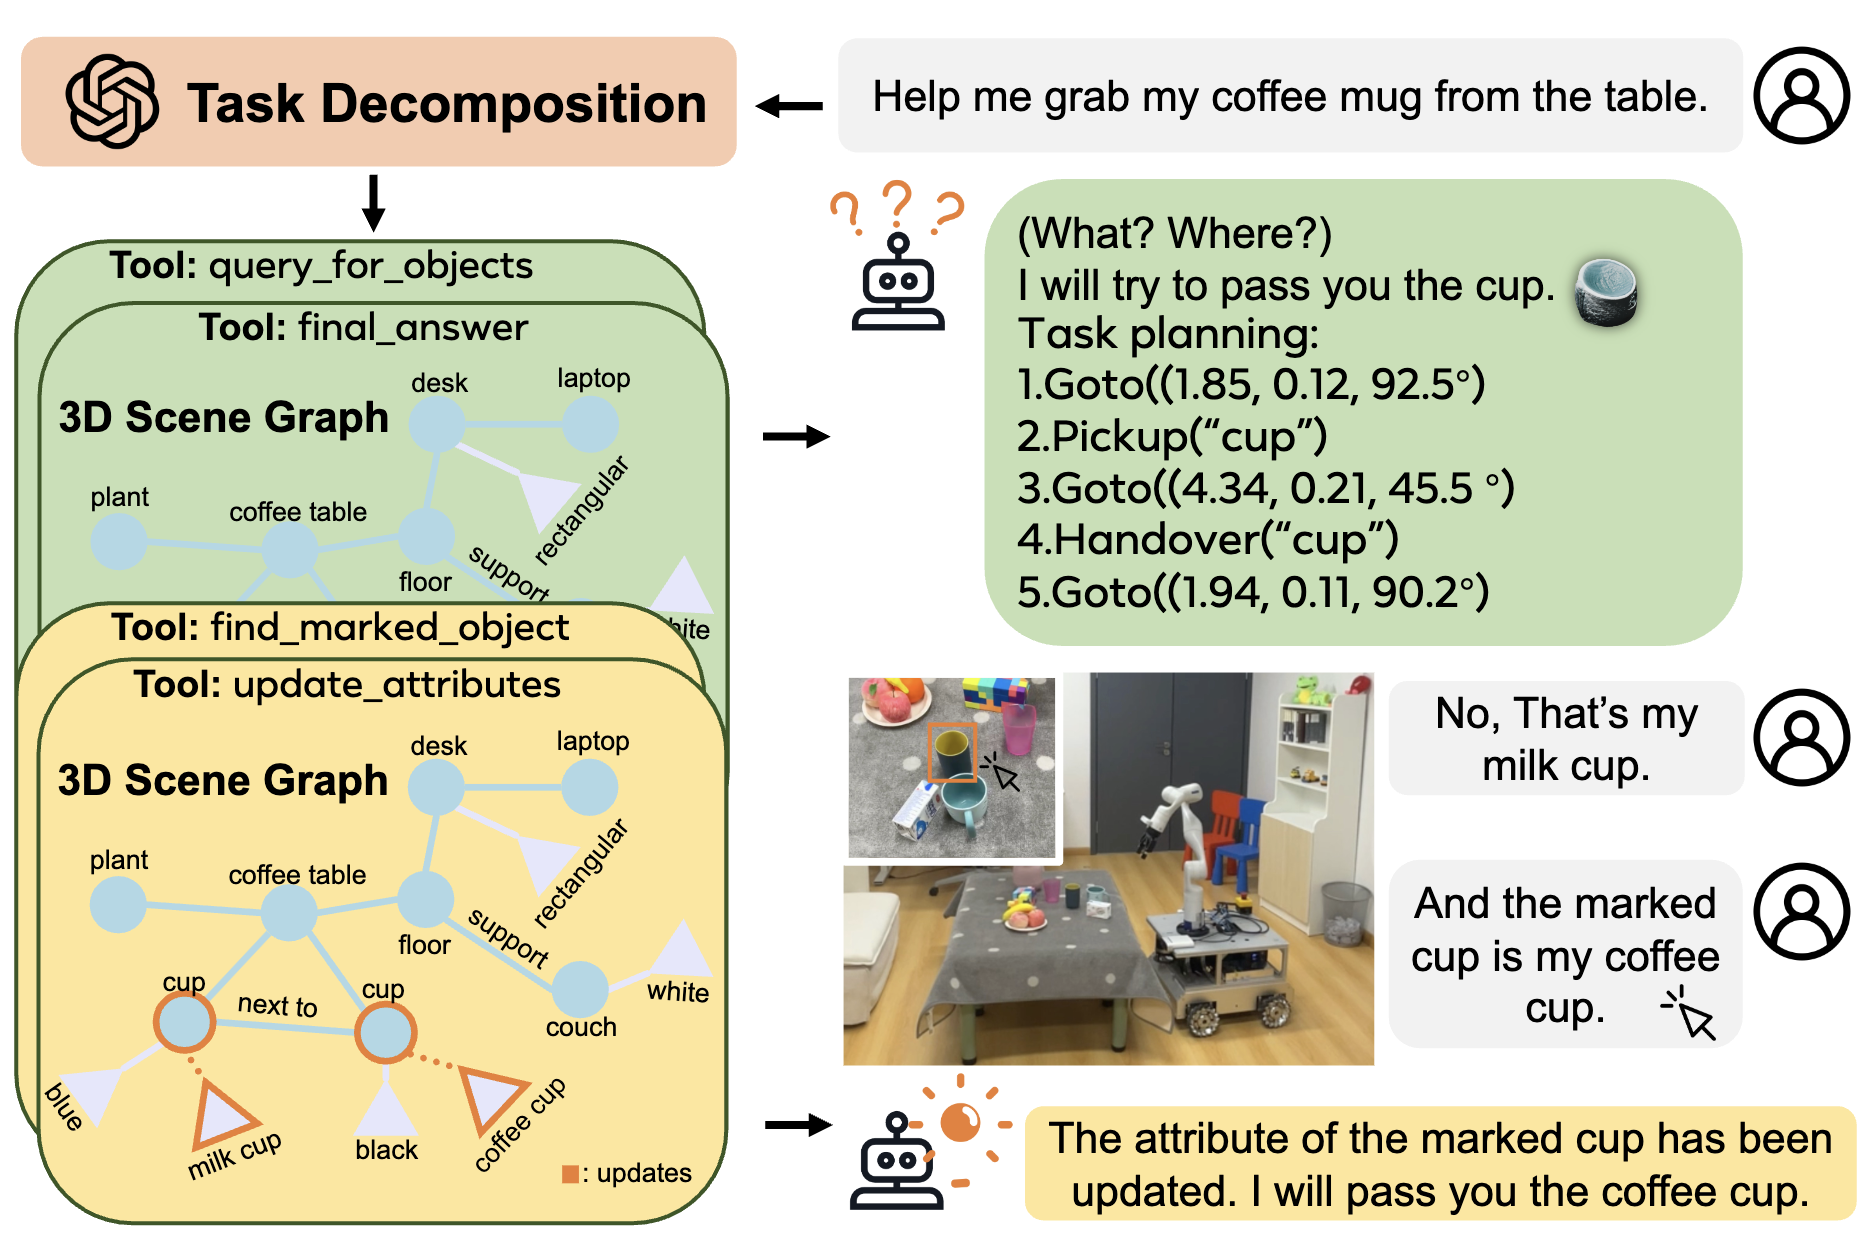 Task Decomposition
Help me grab my coffee mug from the table.
Tool: query_for_objects
Tool: final_answer
3D Scene Graph
desk
laptop
plant
coffee table
rectangular
floor
support
(What? Where?)
I will try to pass you the cup.
Task planning:
1.Goto((1.85, 0.12, 92.5°)
2.Pickup(“cup”)
3.Goto((4.34, 0.21, 45.5 °)
4.Handover(“cup”)
5.Goto((1.94, 0.11, 90.2°)
Tool: find_marked_object
Tool: update_attributes
3D Scene Graph
desk
laptop
plant
coffee table
rectangular
floor
support
cup
next to
cup
white
couch
blue
milk cup
black
coffee cup
: updates
No, That’s my
milk cup.
And the marked
cup is my coffee
cup.
The attribute of the marked cup has been
updated. I will pass you the coffee cup.